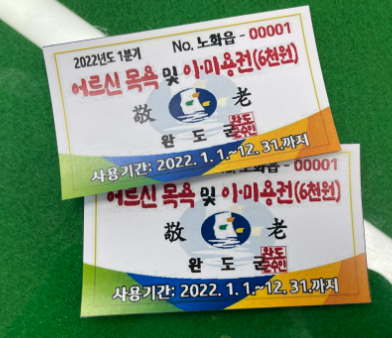 2022년도 1분기
No. 노화읍 - 00001
어르신 목욕 및 이·미용권(6천원)
敬 老
완 도 군
완도
군수인
사용기간: 2022. 1. 1.~12. 31.까지
No. 노화읍 - 00001
어르신 목욕 및 이·미용권(6천원)
敬 老
완 도 군
완도
군수인
사용기간: 2022. 1. 1.~12. 31.까지